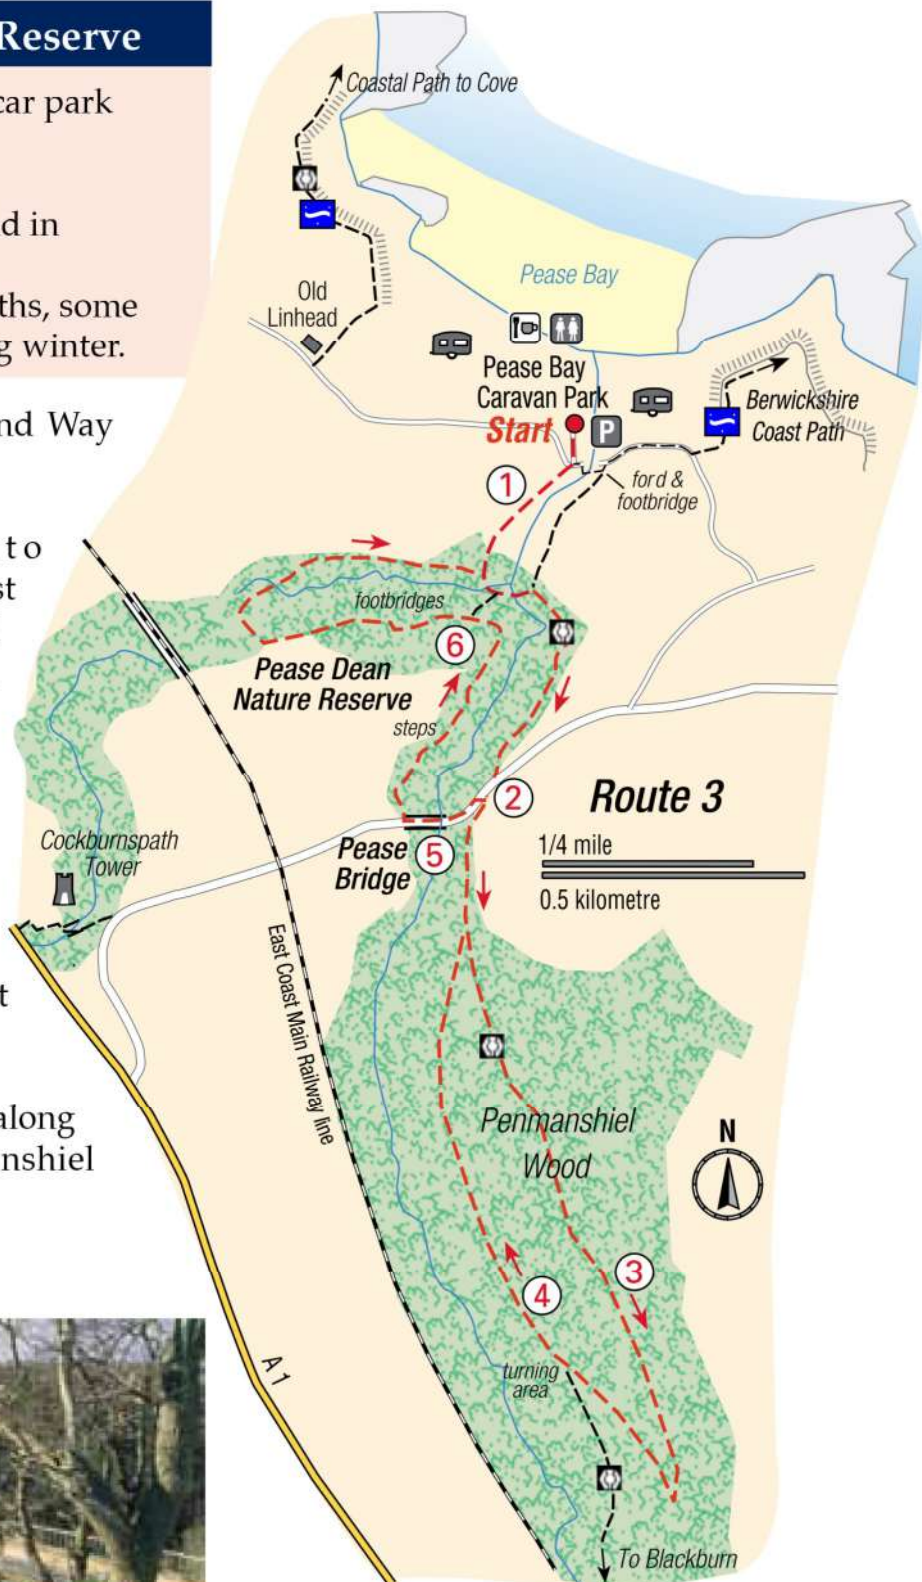 Reserve
car park
d in
ths, some
g winter.
nd Way
t o
st
t
along
nshiel
Coastal Path to Cove
Pease Bay
Old
Linhead
Pease Bay
Caravan Park
Start
P
Berwickshire
Coast Path
1
ford &
footbridge
footbridges
6
Pease Dean
Nature Reserve
steps
2
Route 3
Cockburnspath
Tower
Pease
Bridge
5
1/4 mile
0.5 kilometre
East Coast Main Railway line
Penmanshiel
Wood
N
3
4
turning
area
A1
To Blackburn